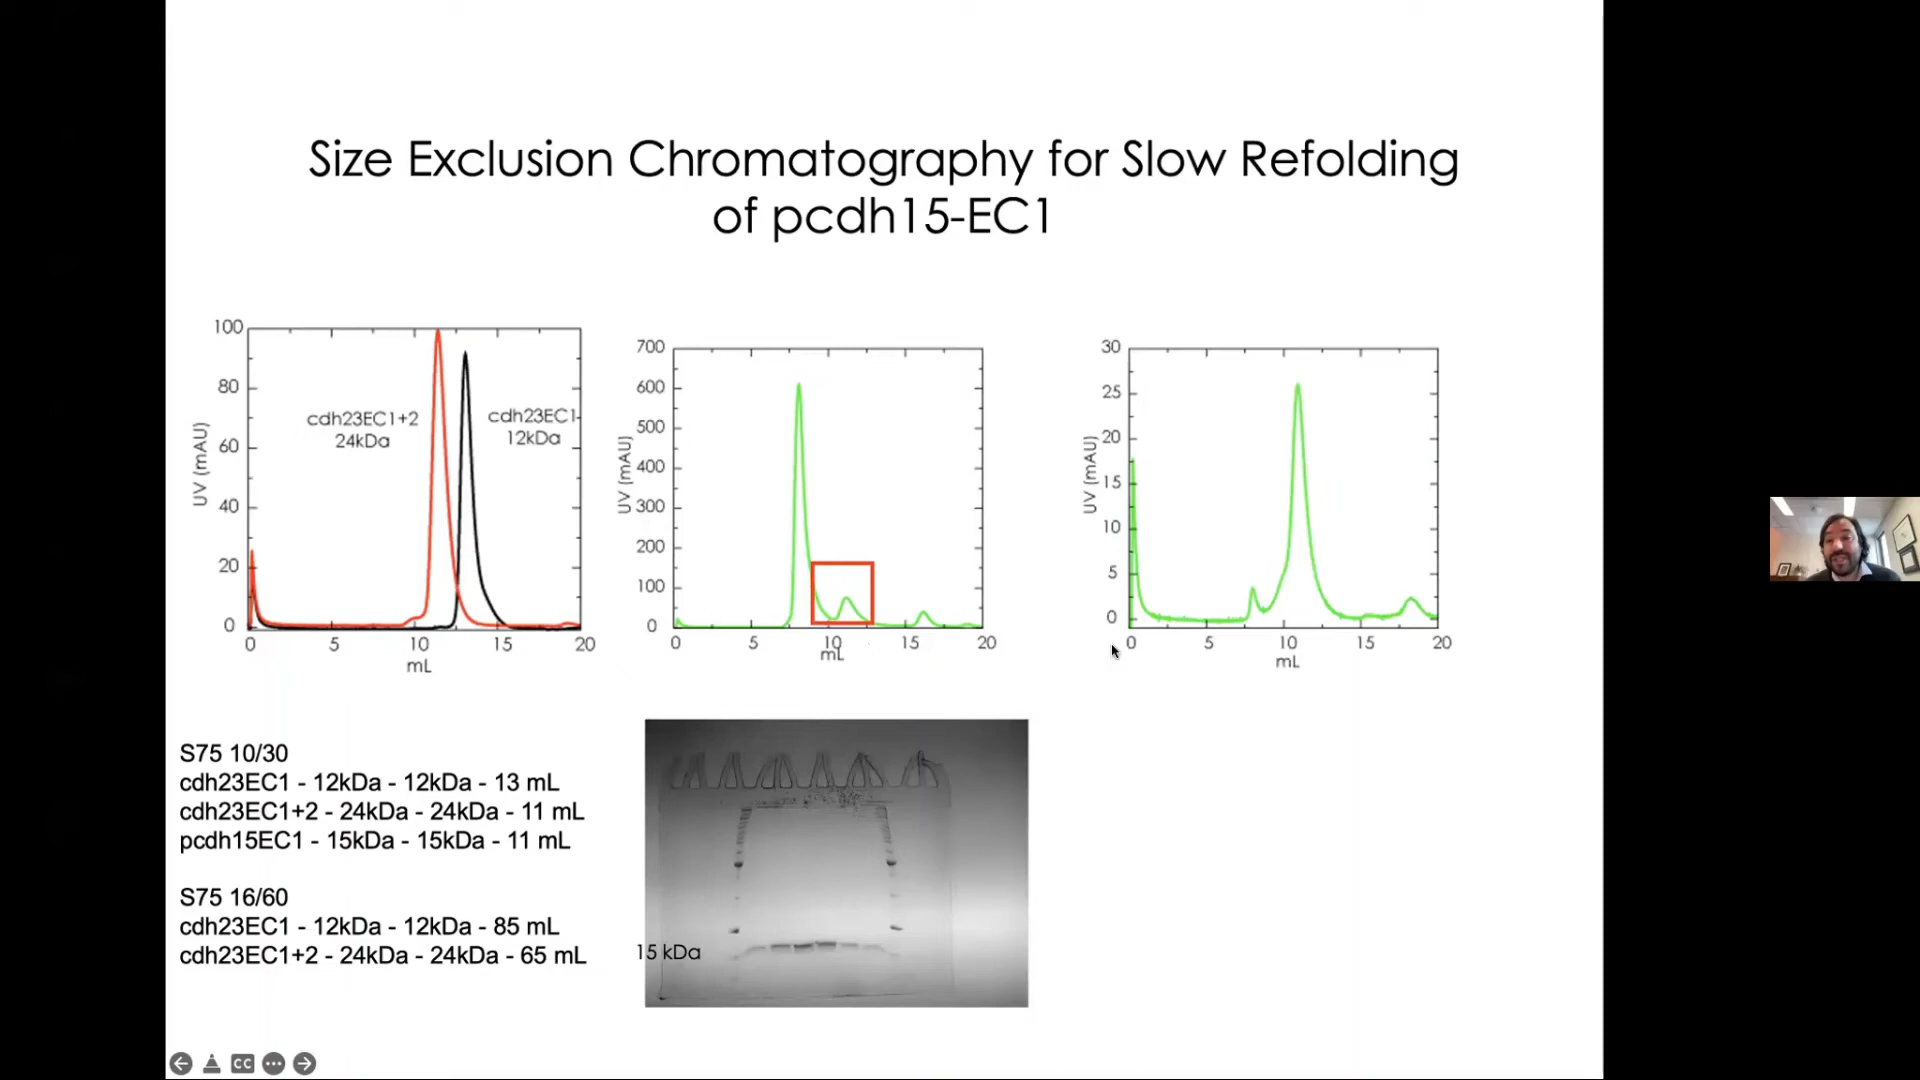 Size Exclusion Chromatography for Slow Refolding
of pcdh15-EC1
100
80
60
40
20
0
UV (mAU)
cdh23EC1+2
24kDa
cdh23EC1
12kDa
0 5 10 15 20
mL
700
600
500
400
300
200
100
0
UV (mAU)
0 5 10 15 20
mL
30
25
20
15
10
5
0
UV (mAU)
0 5 10 15 20
mL
S75 10/30
cdh23EC1 - 12kDa - 12kDa - 13 mL
cdh23EC1+2 - 24kDa - 24kDa - 11 mL
pcdh15EC1 - 15kDa - 15kDa - 11 mL
S75 16/60
cdh23EC1 - 12kDa - 12kDa - 85 mL
cdh23EC1+2 - 24kDa - 24kDa - 65 mL
15 kDa
CC